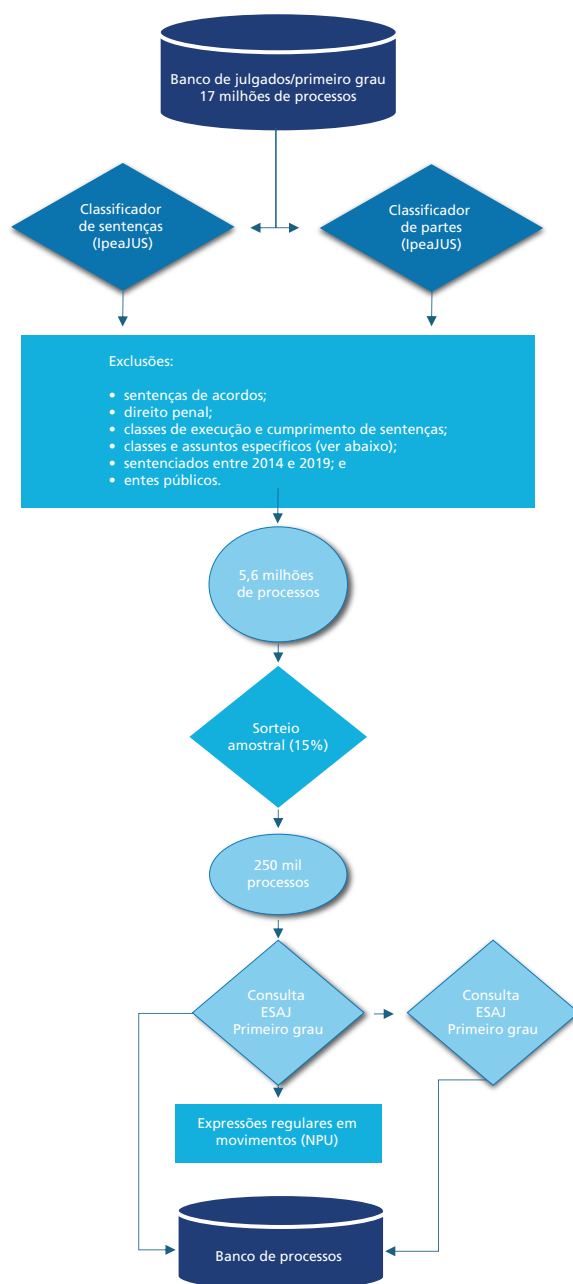 Banco de julgados/primeiro grau
17 milhões de processos
Classificador
de sentenças
(IpeaJUS)
Classificador
de partes
(IpeaJUS)
Exclusões:
• sentenças de acordos;
• direito penal;
• classes de execução e cumprimento de sentenças;
• classes e assuntos específicos (ver abaixo);
• sentenciados entre 2014 e 2019; e
• entes públicos.
5,6 milhões
de processos
Sorteio
amostral (15%)
250 mil
processos
Consulta
ESAJ
Primeiro grau
Consulta
ESAJ
Primeiro grau
Expressões regulares em
movimentos (NPU)
Banco de processos